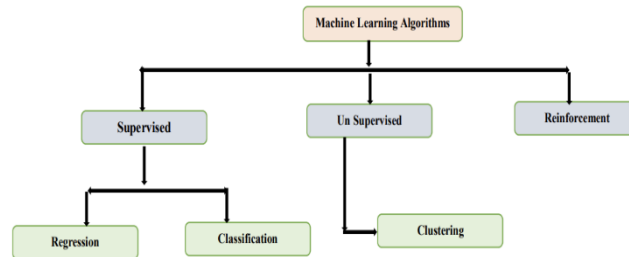 Machine Learning Algorithms
Supervised
Un Supervised
Reinforcement
Regression
Classification
Clustering